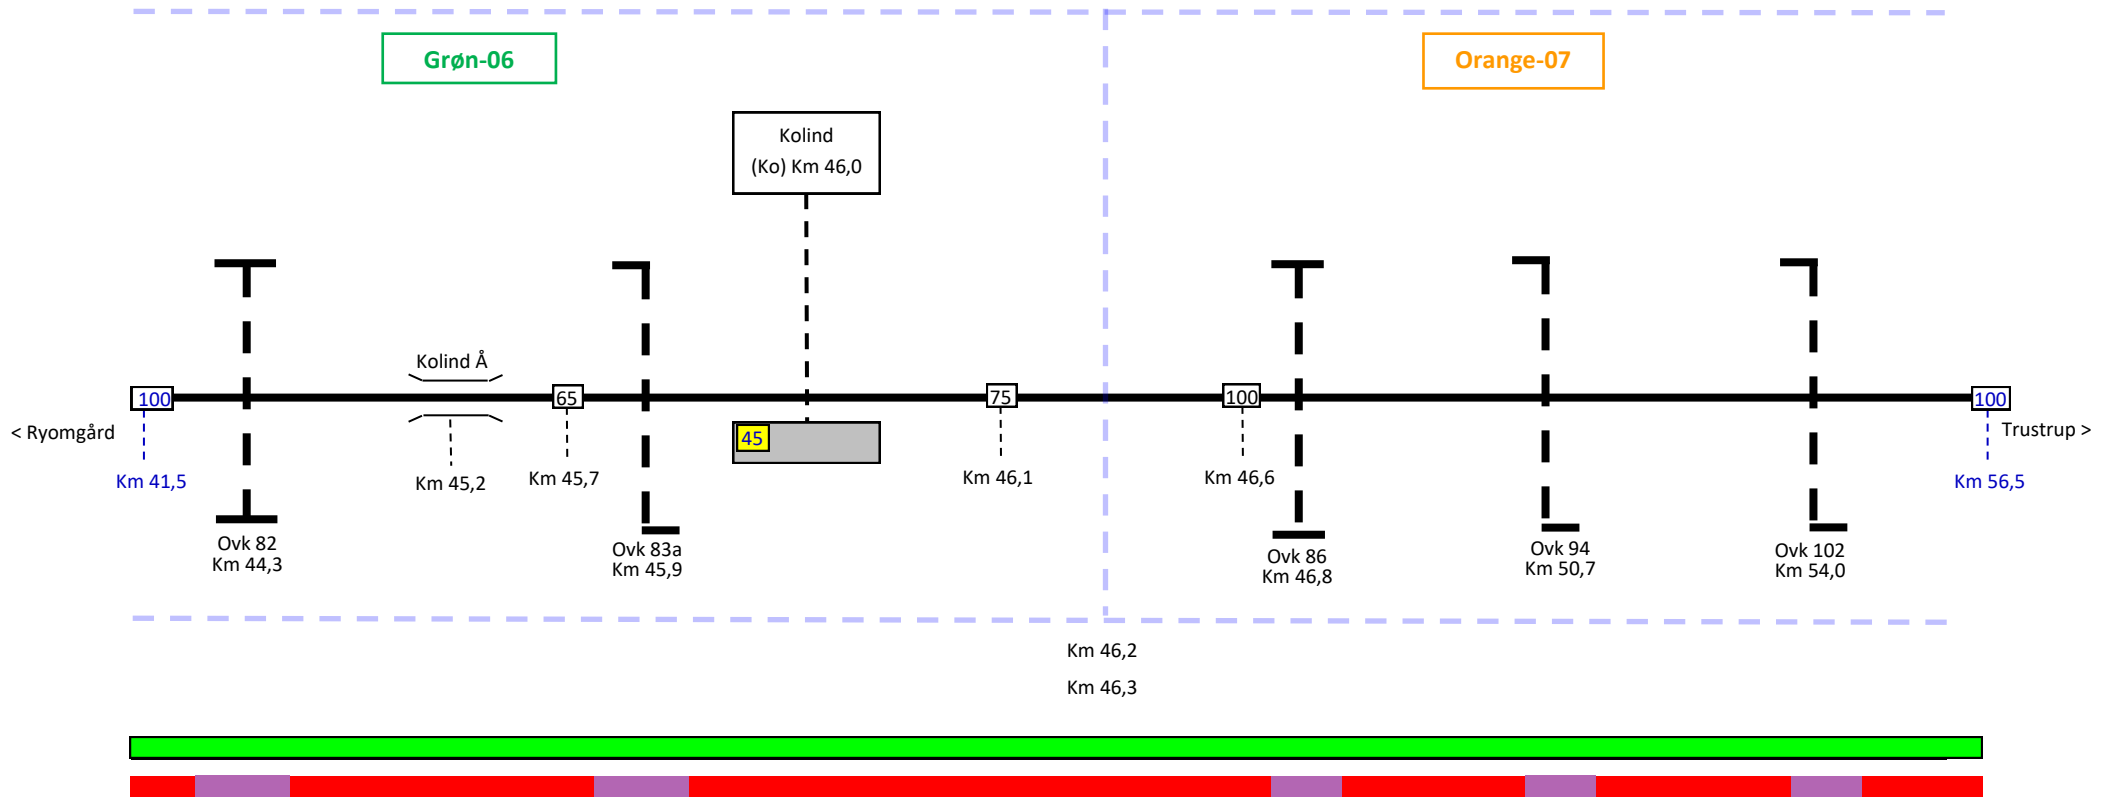 Grøn-06
Orange-07
Kolind
(Ko) Km 46,0
Kolind Å
100
65
75
100
100
45
< Ryomgård
Trustrup >
Km 41,5
Km 45,2
Km 45,7
Km 46,1
Km 46,6
Km 56,5
Ovk 82
Km 44,3
Ovk 83a
Km 45,9
Ovk 86
Km 46,8
Ovk 94
Km 50,7
Ovk 102
Km 54,0
Km 46,2
Km 46,3